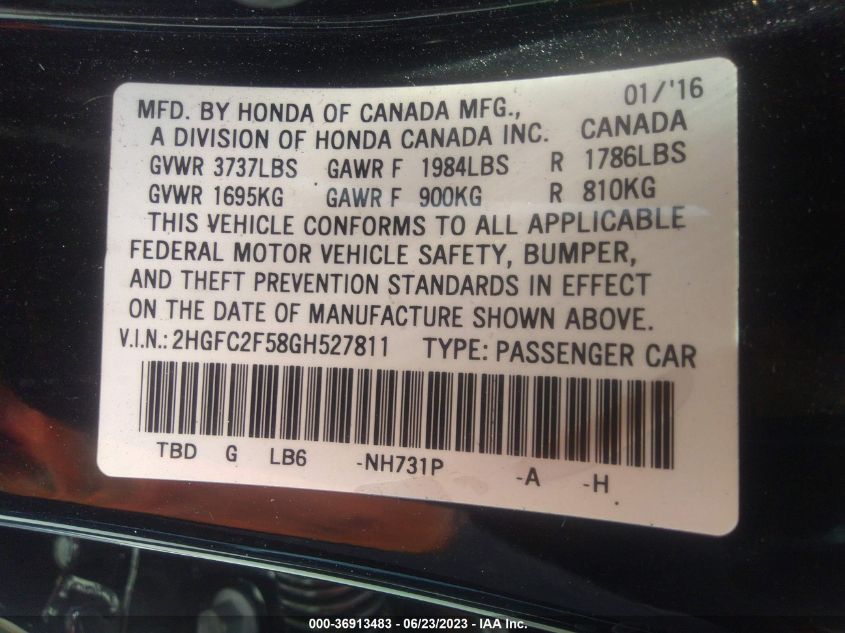 01/'16
MFD. BY HONDA OF CANADA MFG.,
A DIVISION OF HONDA CANADA INC. CANADA
GVWR 3737LBS GAWR F 1984LBS R 1786LBS
GVWR 1695KG GAWR F 900KG R 810KG
THIS VEHICLE CONFORMS TO ALL APPLICABLE
FEDERAL MOTOR VEHICLE SAFETY, BUMPER,
AND THEFT PREVENTION STANDARDS IN EFFECT
ON THE DATE OF MANUFACTURE SHOWN ABOVE.
V.I.N.: 2HGFC2F58GH527811 TYPE: PASSENGER CAR
TBD G LB6 -NH731P -A -H
000-36913483 - 06/23/2023 - IAA Inc.